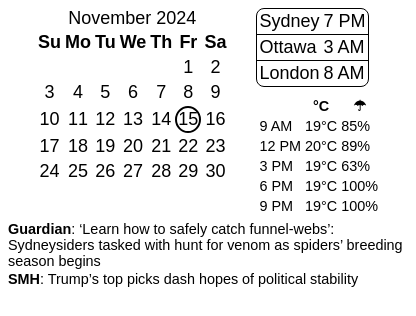 November 2024
Su Mo Tu We Th Fr Sa
1 2
3 4 5 6 7 8 9
10 11 12 13 14 15 16
17 18 19 20 21 22 23
24 25 26 27 28 29 30
Sydney 7 PM
Ottawa 3 AM
London 8 AM
°C ☂
9 AM 19°C 85%
12 PM 20°C 89%
3 PM 19°C 63%
6 PM 19°C 100%
9 PM 19°C 100%
Guardian: ‘Learn how to safely catch funnel-webs’:
Sydneysiders tasked with hunt for venom as spiders’ breeding
season begins
SMH: Trump’s top picks dash hopes of political stability